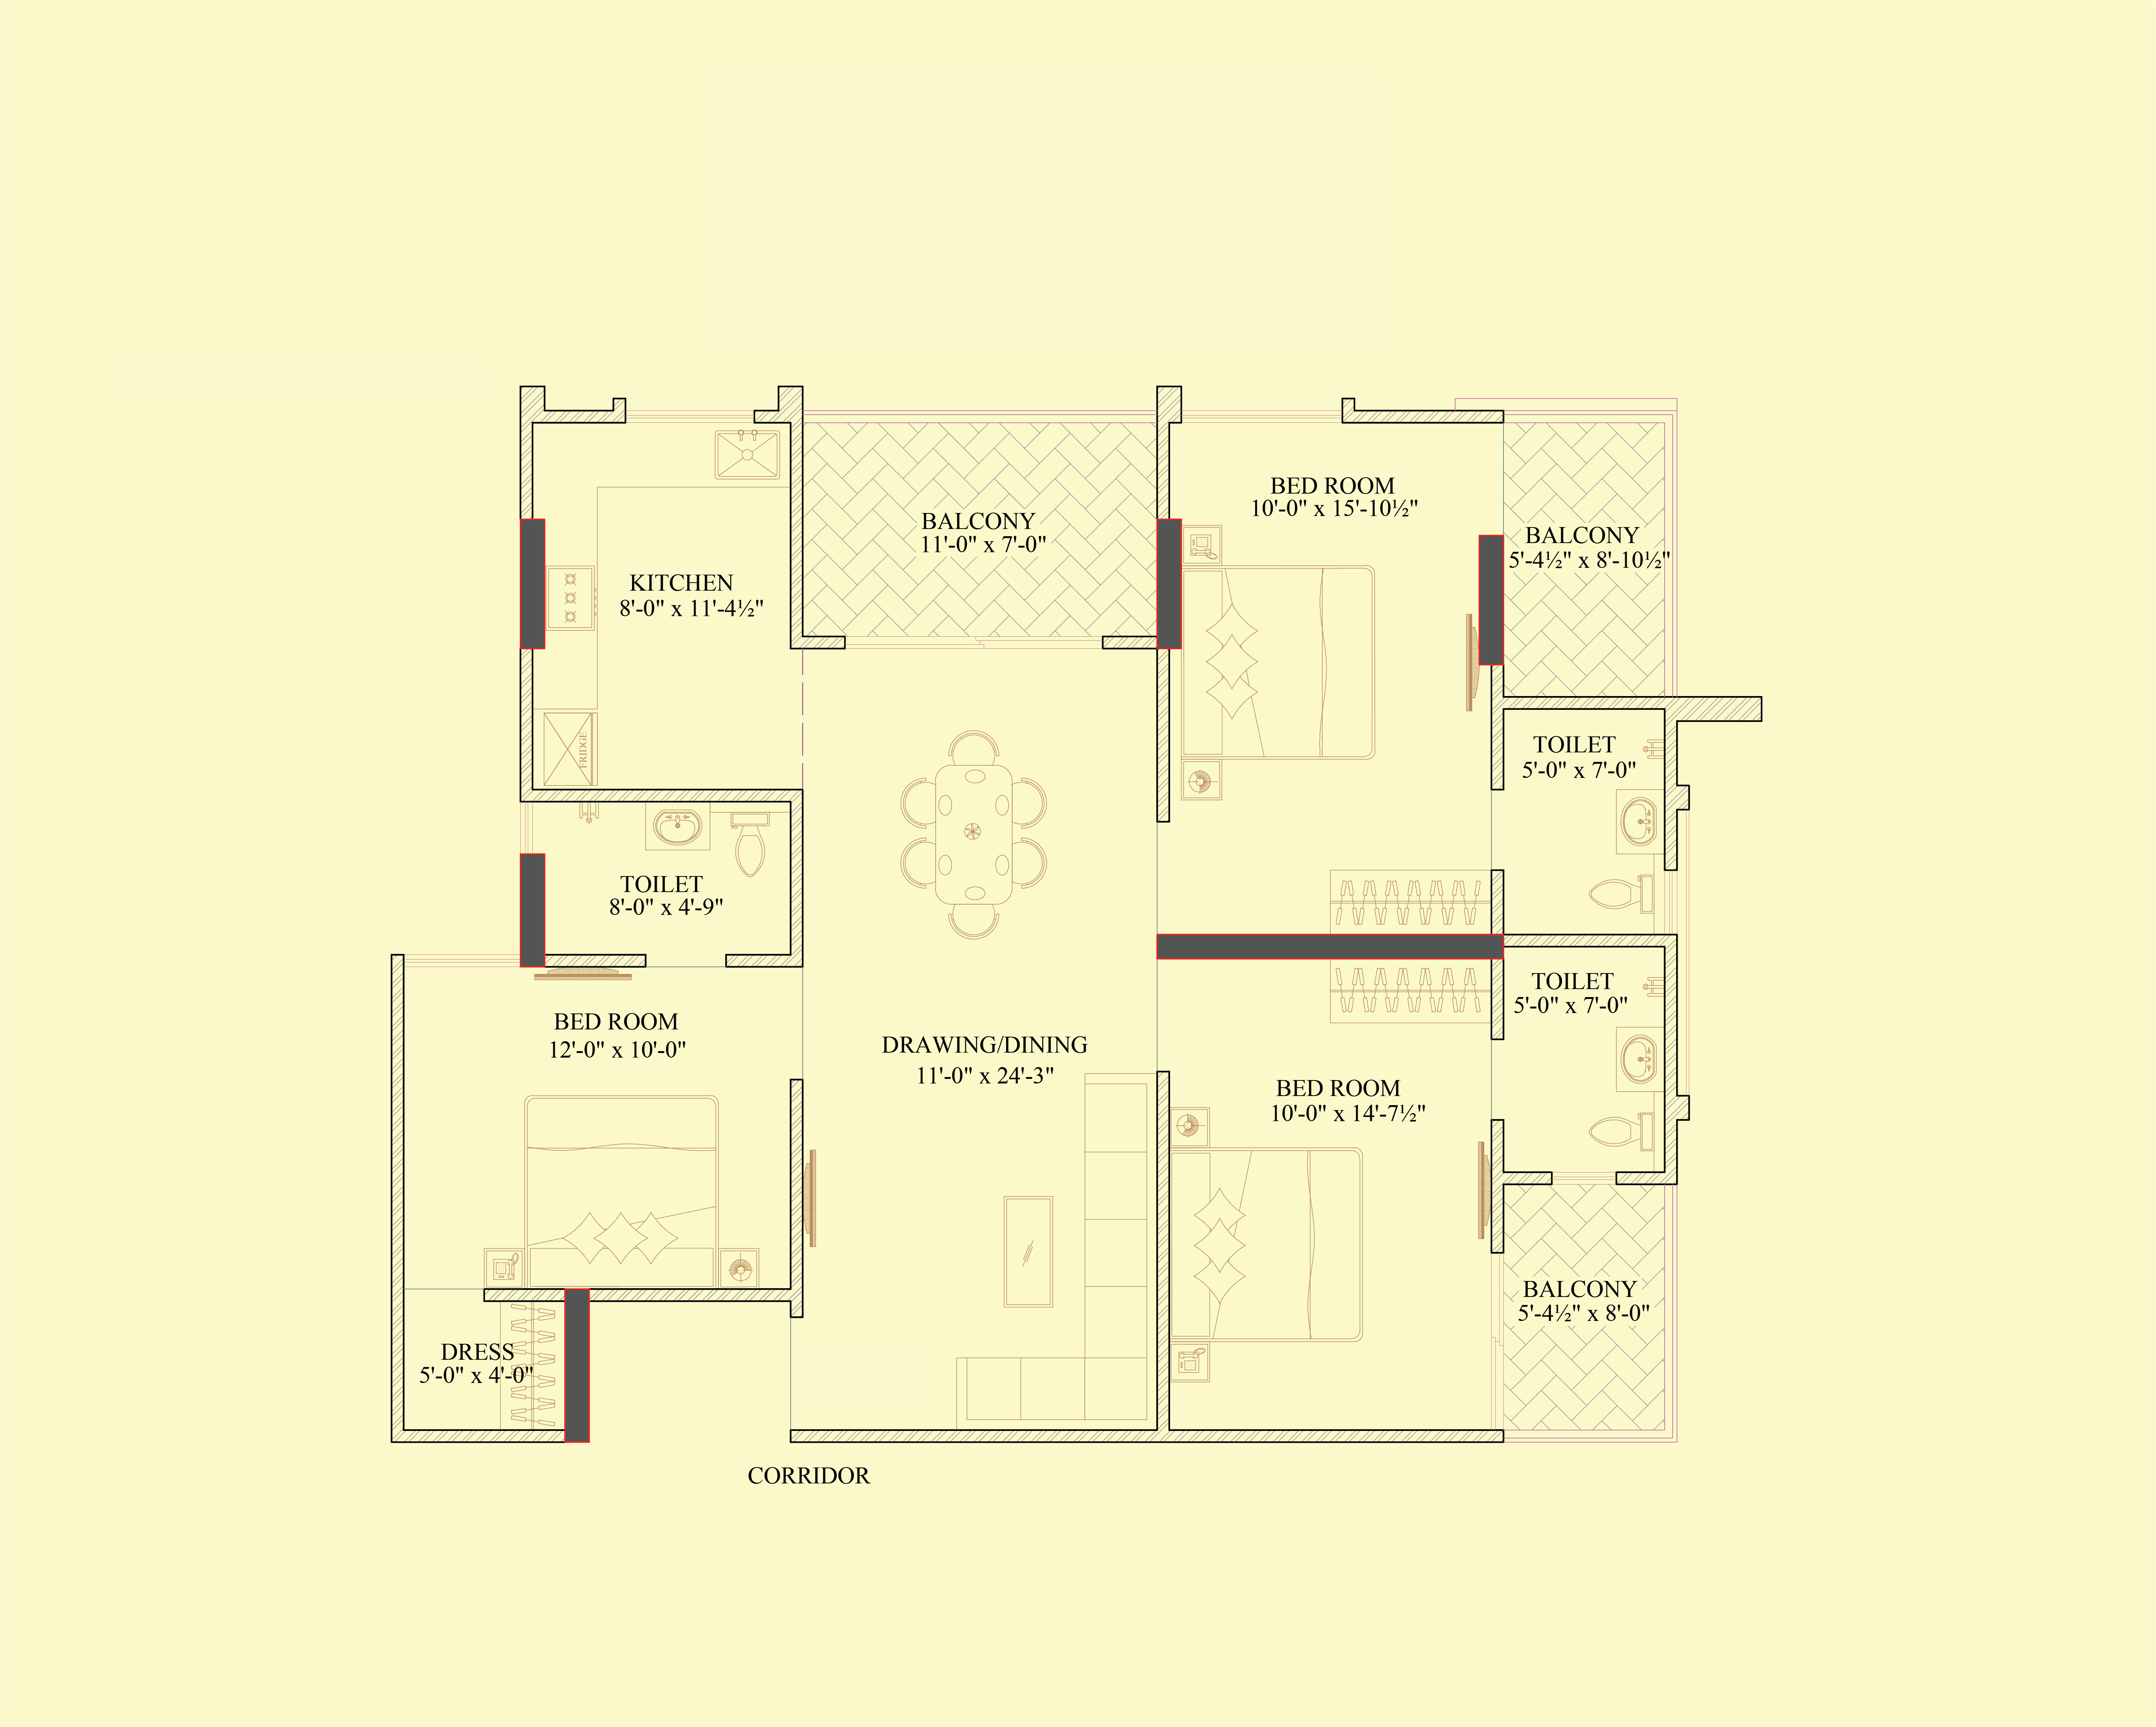 BED ROOM
10'-0" x 15'-10½"
BALCONY
11'-0" x 7'-0"
BALCONY
5'-4½" x 8'-10½"
KITCHEN
8'-0" x 11'-4½"
FRIDGE
TOILET
5'-0" x 7'-0"
TOILET
8'-0" x 4'-9"
TOILET
5'-0" x 7'-0"
BED ROOM
12'-0" x 10'-0"
DRAWING/DINING
11'-0" x 24'-3"
BED ROOM
10'-0" x 14'-7½"
BALCONY
5'-4½" x 8'-0"
DRESS
5'-0" x 4'-0"
CORRIDOR